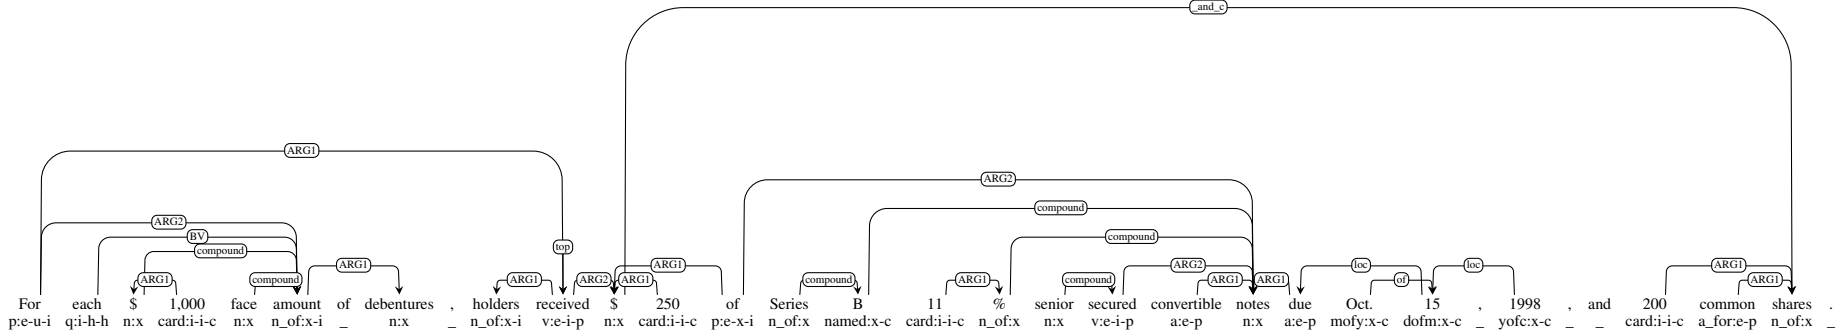 _and_c
ARG1
ARG2
compound
ARG2
BV
compound
compound
top
ARG1 compound ARG1 ARG1 ARG2 ARG1 ARG1 compound ARG1 compound ARG2 ARG1 ARG1 loc of loc ARG1 ARG1
For each $ 1,000 face amount of debentures , holders received $ 250 of Series B 11 % senior secured convertible notes due Oct. 15 , 1998 , and 200 common shares .
p:e-u-i q:i-h-h n:x card:i-i-c n:x n_of:x-i _ n:x _ n_of:x-i v:e-i-p n:x card:i-i-c p:e-x-i n_of:x named:x-c card:i-i-c n_of:x n:x v:e-i-p a:e-p n:x a:e-p mofy:x-c dofm:x-c _ yofc:x-c _ _ card:i-i-c a_for:e-p n_of:x _